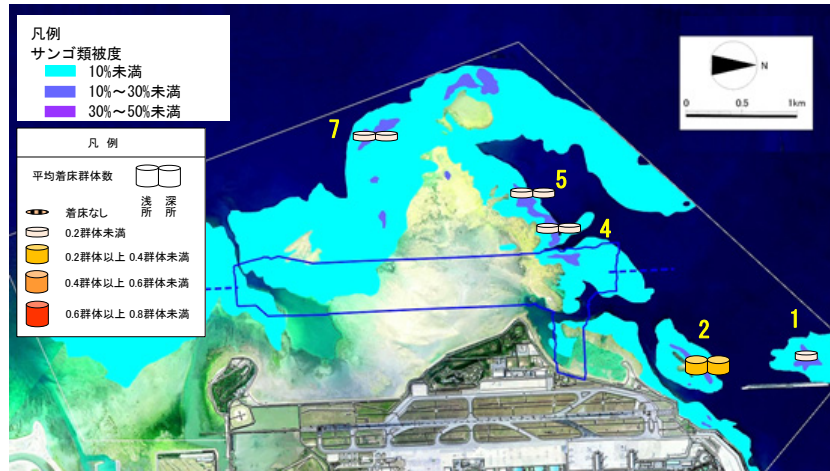 凡例
サンゴ類被度
10%未満
10%～30%未満
30%～50%未満
凡 例
平均着床群体数
浅所
深所
着床なし
0.2群体未満
0.2群体以上 0.4群体未満
0.4群体以上 0.6群体未満
0.6群体以上 0.8群体未満
N
0 0.5 1km
7
5
4
2
1